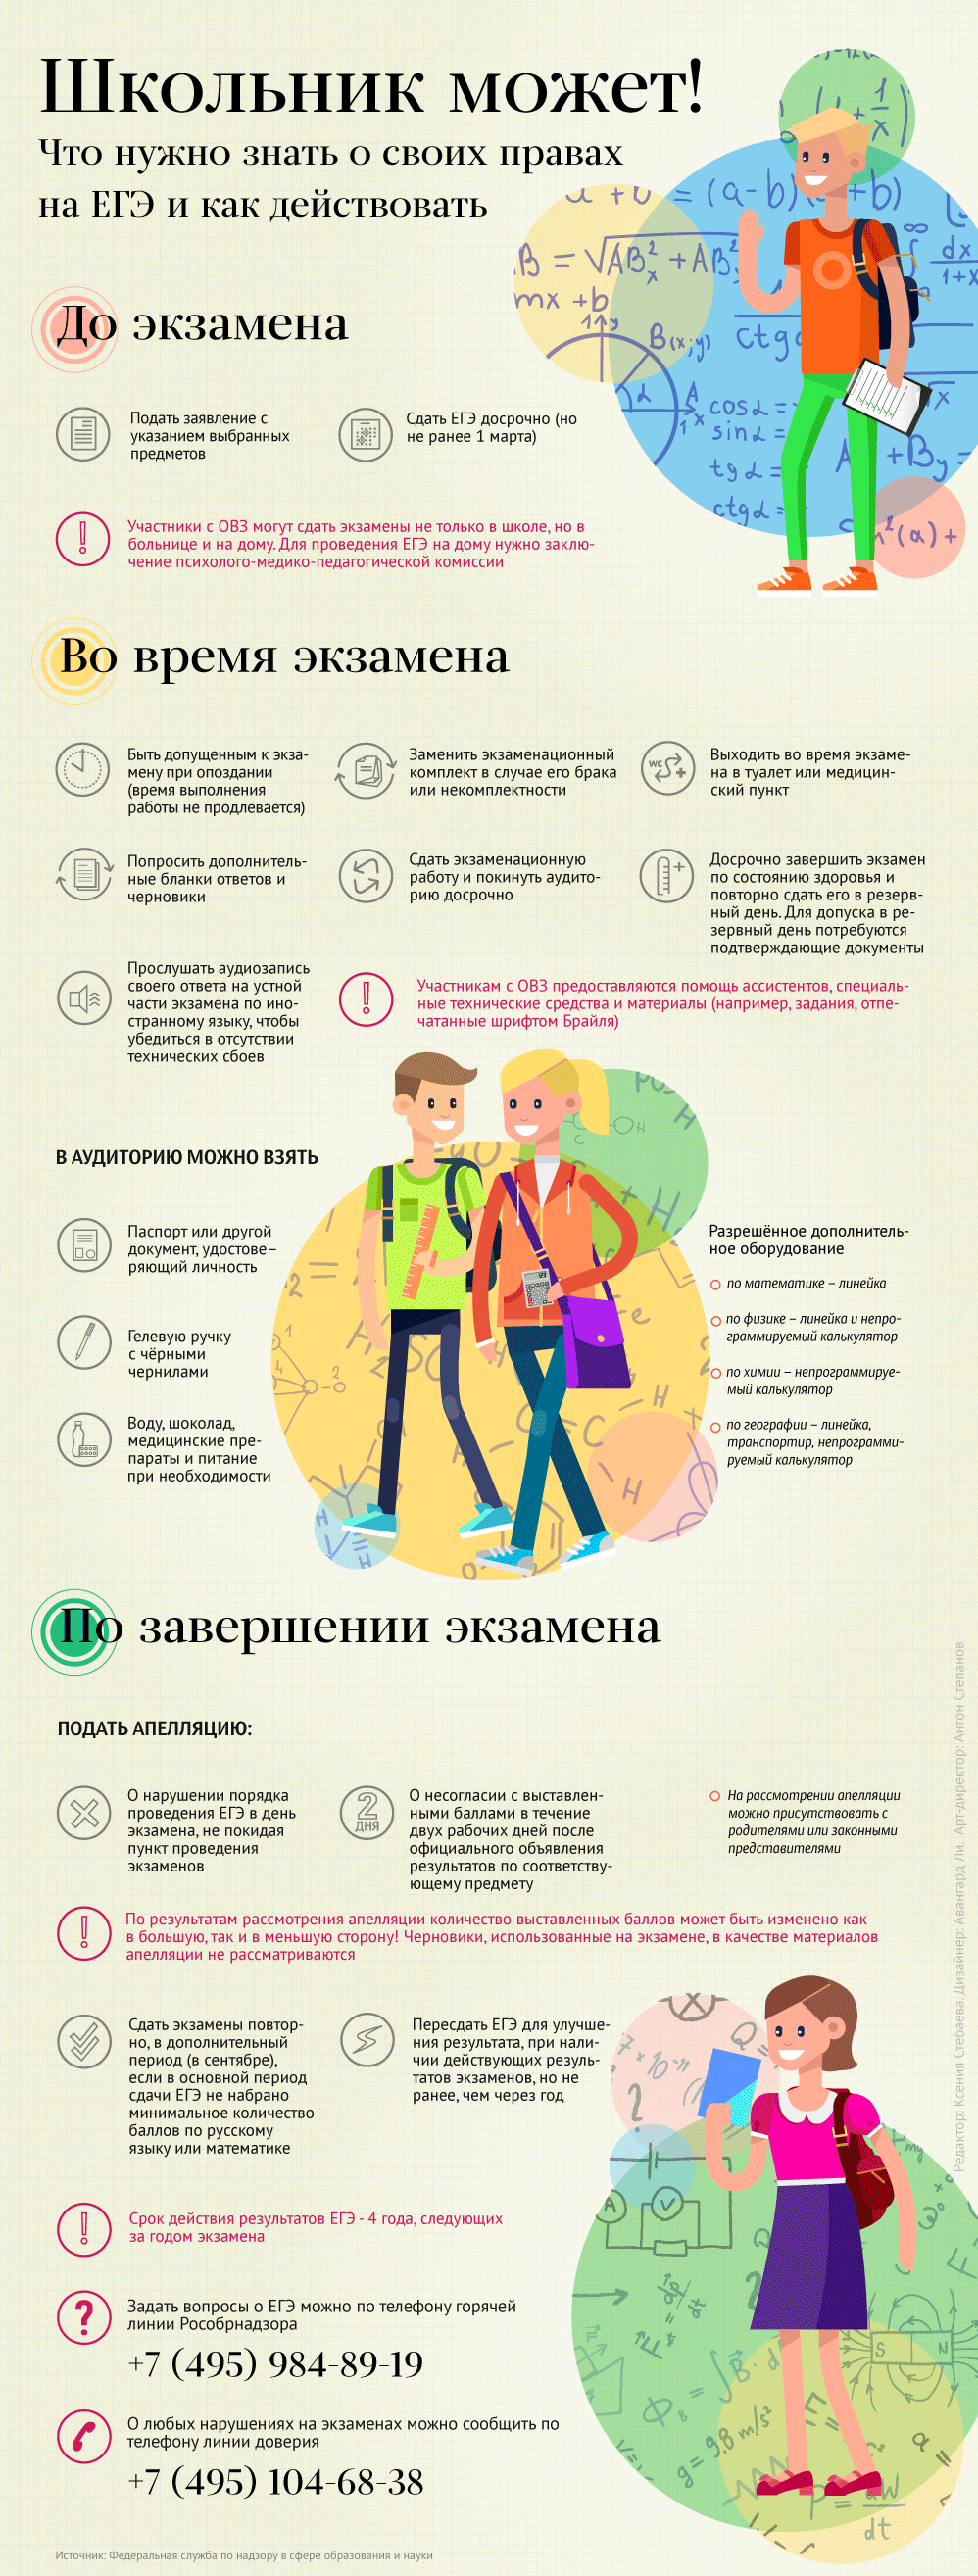 Школьник может!
Что нужно знать о своих правах
на ЕГЭ и как действовать
До экзамена
Подать заявление с
указанием выбранных
предметов
Сдать ЕГЭ досрочно (но
не ранее 1 марта)
Участники с ОВЗ могут сдать экзамены не только в школе, но в
больнице и на дому. Для проведения ЕГЭ на дому нужно заклю-
чение психолого-медико-педагогической комиссии
Во время экзамена
Быть допущенным к экза-
мену при опоздании
(время выполнения
работы не продлевается)
Заменить экзаменационный
комплект в случае его брака
или некомплектности
WC
Выходить во время экзаме-
на в туалет или медицин-
ский пункт
Попросить дополнитель-
ные бланки ответов и
черновики
Сдать экзаменационную
работу и покинуть аудито-
рию досрочно
Досрочно завершить экзамен
по состоянию здоровья и
повторно сдать его в резерв-
ный день. Для допуска в ре-
зервный день потребуются
подтверждающие документы
Прослушать аудиозапись
своего ответа на устной
части экзамена по ино-
странному языку, чтобы
убедиться в отсутствии
технических сбоев
Участникам с ОВЗ предоставляются помощь ассистентов, специаль-
ные технические средства и материалы (например, задания, отпе-
чатанные шрифтом Брайля)
В АУДИТОРИЮ МОЖНО ВЗЯТЬ
Паспорт или другой
документ, удостове–
ряющий личность
Гелевую ручку
с чёрными
чернилами
Воду, шоколад,
медицинские пре-
параты и питание
при необходимости
Разрешённое дополнитель-
ное оборудование
по математике – линейка
по физике – линейка и непро-
граммируемый калькулятор
по химии – непрограммируе-
мый калькулятор
по географии – линейка,
транспортир, непрограмми-
руемый калькулятор
По завершении экзамена
ПОДАТЬ АПЕЛЛЯЦИЮ:
О нарушении порядка
проведения ЕГЭ в день
экзамена, не покидая
пункт проведения
экзаменов
2
ДНЯ
О несогласии с выставлен-
ными баллами в течение
двух рабочих дней после
официального объявления
результатов по соответству-
ющему предмету
На рассмотрении апелляции
можно присутствовать с
родителями или законными
представителями
По результатам рассмотрения апелляции количество выставленных баллов может быть изменено как
в большую, так и в меньшую сторону! Черновики, использованные на экзамене, в качестве материалов
апелляции не рассматриваются
Сдать экзамены повтор-
но, в дополнительный
период (в сентябре),
если в основной период
сдачи ЕГЭ не набрано
минимальное количество
баллов по русскому
языку или математике
Пересдать ЕГЭ для улучше-
ния результата, при нали-
чии действующих резуль-
татов экзаменов, но не
ранее, чем через год
Срок действия результатов ЕГЭ - 4 года, следующих
за годом экзамена
Задать вопросы о ЕГЭ можно по телефону горячей
линии Рособрнадзора
+7 (495) 984-89-19
О любых нарушениях на экзаменах можно сообщить по
телефону линии доверия
+7 (495) 104-68-38
Источник: Федеральная служба по надзору в сфере образования и науки
Редактор: Ксения Стебаева. Дизайнер: Авангард Ли. Арт-директор: Антон Степанов